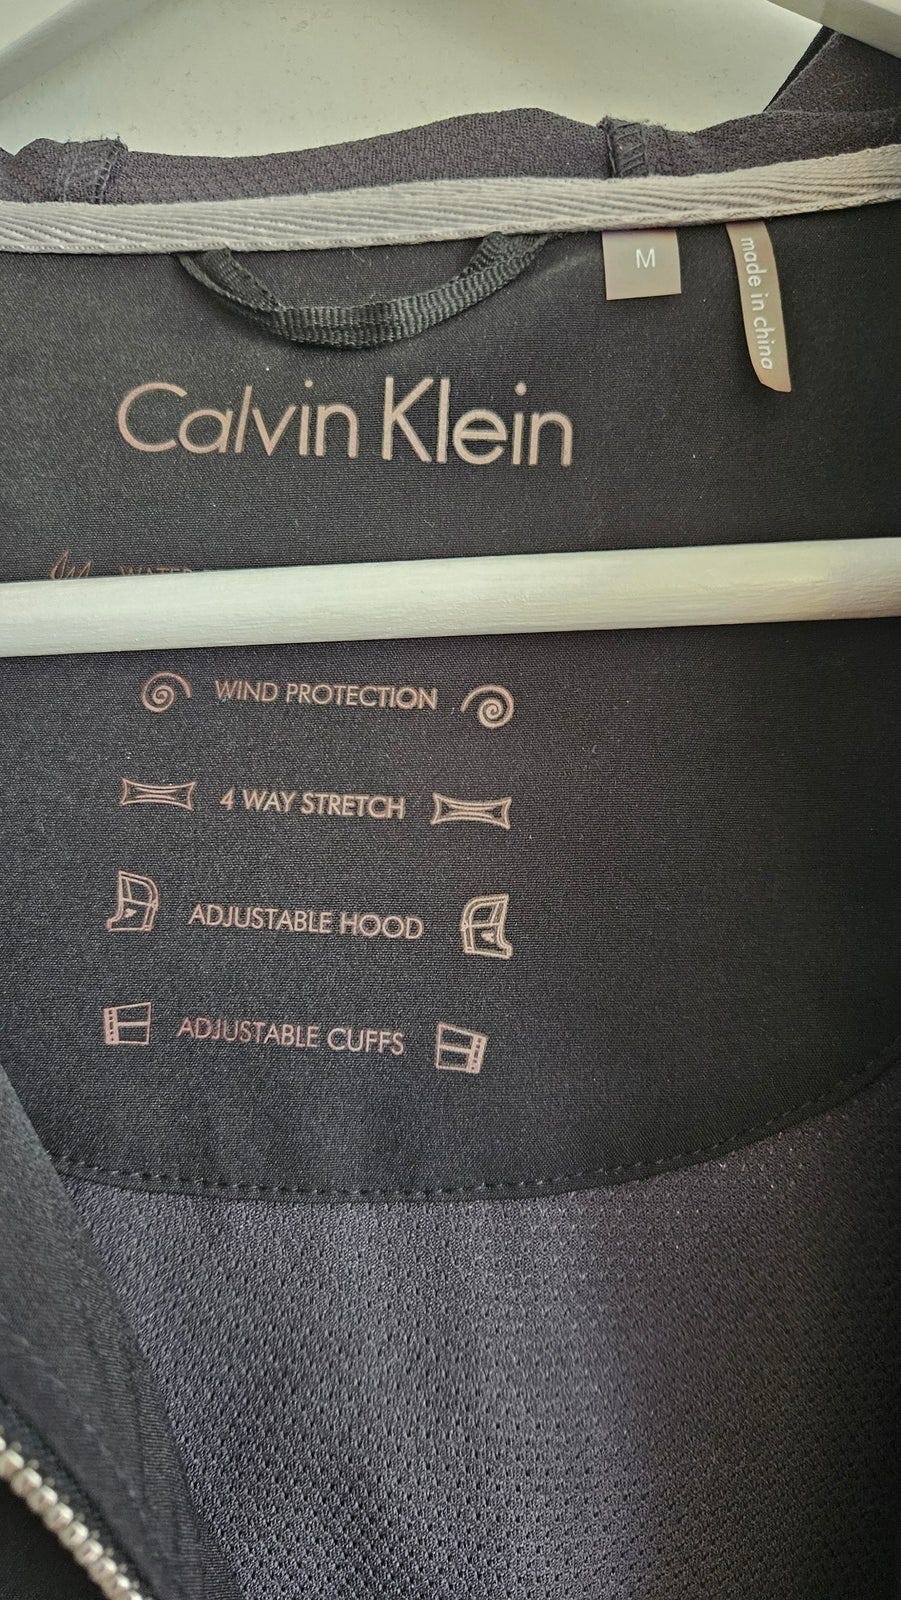 M
made in china
Calvin Klein
WIND PROTECTION
4 WAY STRETCH
ADJUSTABLE HOOD
ADJUSTABLE CUFFS